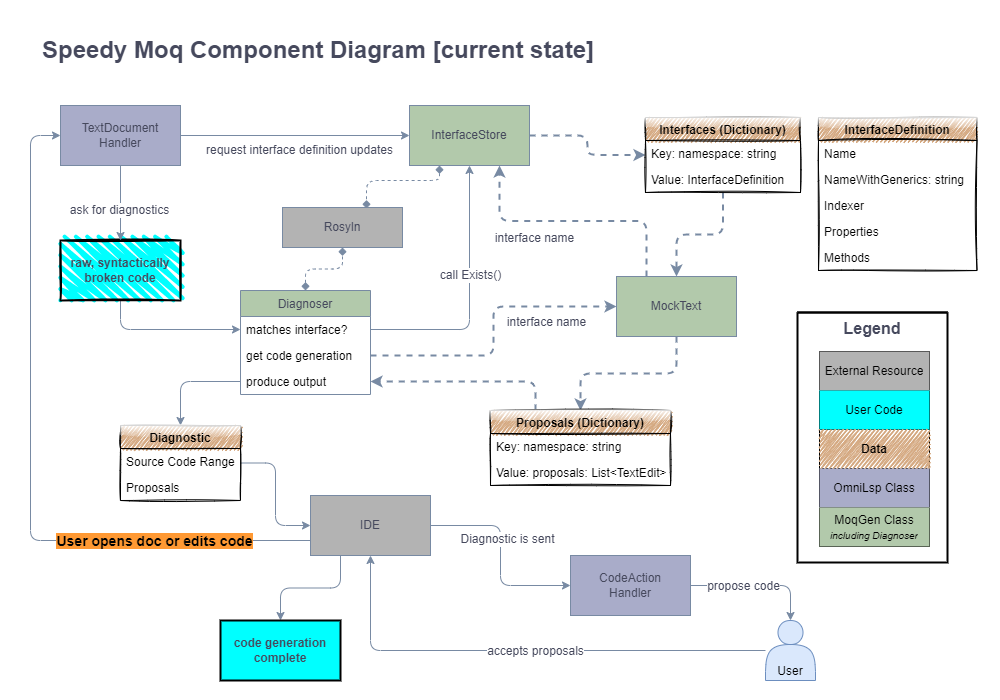 Speedy Moq Component Diagram [current state]
TextDocument
Handler
request interface definition updates
InterfaceStore
Interfaces (Dictionary)
Key: namespace: string
Value: InterfaceDefinition
InterfaceDefinition
Name
NameWithGenerics: string
Indexer
Properties
Methods
ask for diagnostics
raw, syntactically
broken code
Rosyln
interface name
call Exists()
Diagnoser
matches interface?
get code generation
produce output
interface name
MockText
Legend
External Resource
User Code
Data
OmniLsp Class
MoqGen Class
including Diagnoser
Diagnostic
Source Code Range
Proposals
Proposals (Dictionary)
Key: namespace: string
Value: proposals: List<TextEdit>
IDE
User opens doc or edits code
Diagnostic is sent
CodeAction
Handler
propose code
code generation
complete
accepts proposals
User